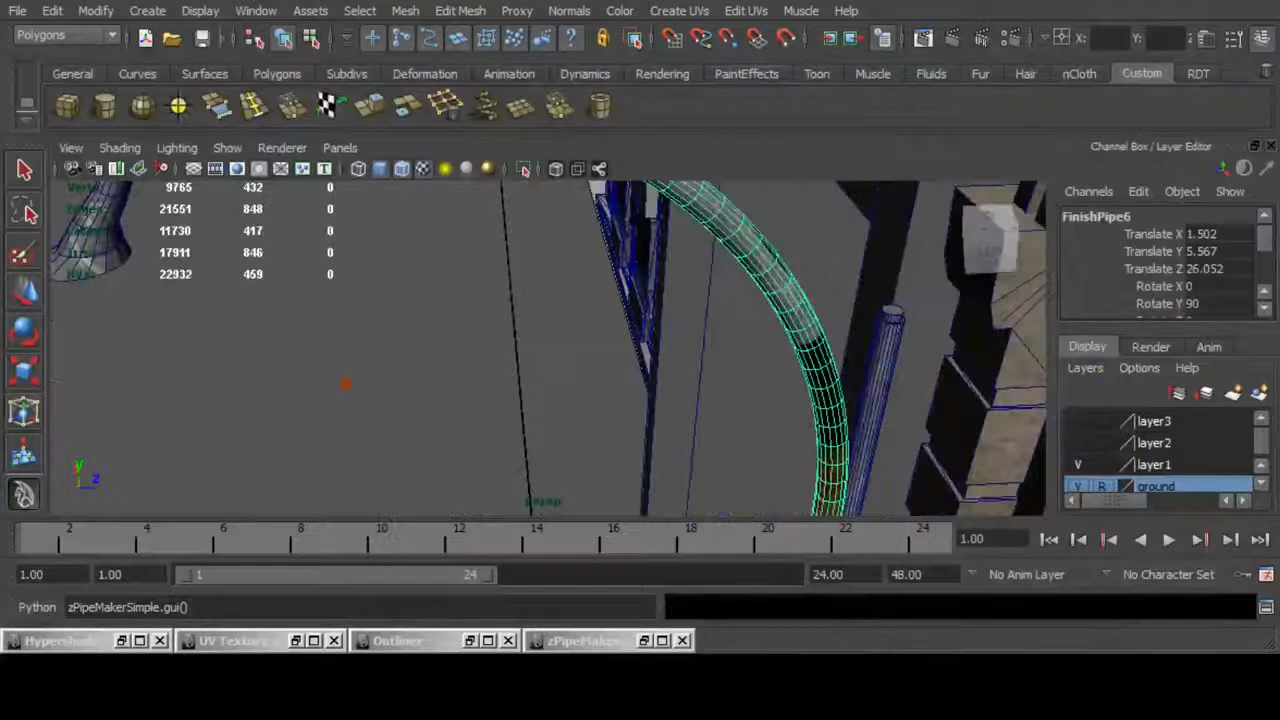 File Edit Modify Create Display Window Assets Select Mesh Edit Mesh Proxy Normals Color Create UVs Edit UVs Muscle Help
Polygons X: Y:
General Curves Surfaces Polygons Subdivs Deformation Animation Dynamics Rendering PaintEffects Toon Muscle Fluids Fur Hair nCloth Custom RDT
View Shading Lighting Show Renderer Panels
Channel Box / Layer Editor
Channels Edit Object Show
9765 432 0
21551 848 0
11730 417 0
17911 846 0
22932 459 0
FinishPipe6
Translate X 1.502
Translate Y 5.567
Translate Z 26.052
Rotate X 0
Rotate Y 90
Display Render Anim
Layers Options Help
layer3
layer2
V layer1
V R ground
y z
persp
2 4 6 8 10 12 14 16 18 20 22 24 1.00
1.00 1.00 1 24 24.00 48.00 No Anim Layer No Character Set
Python zPipeMakerSimple.gui()
Hypersh UV Textu Outliner zPipeMake